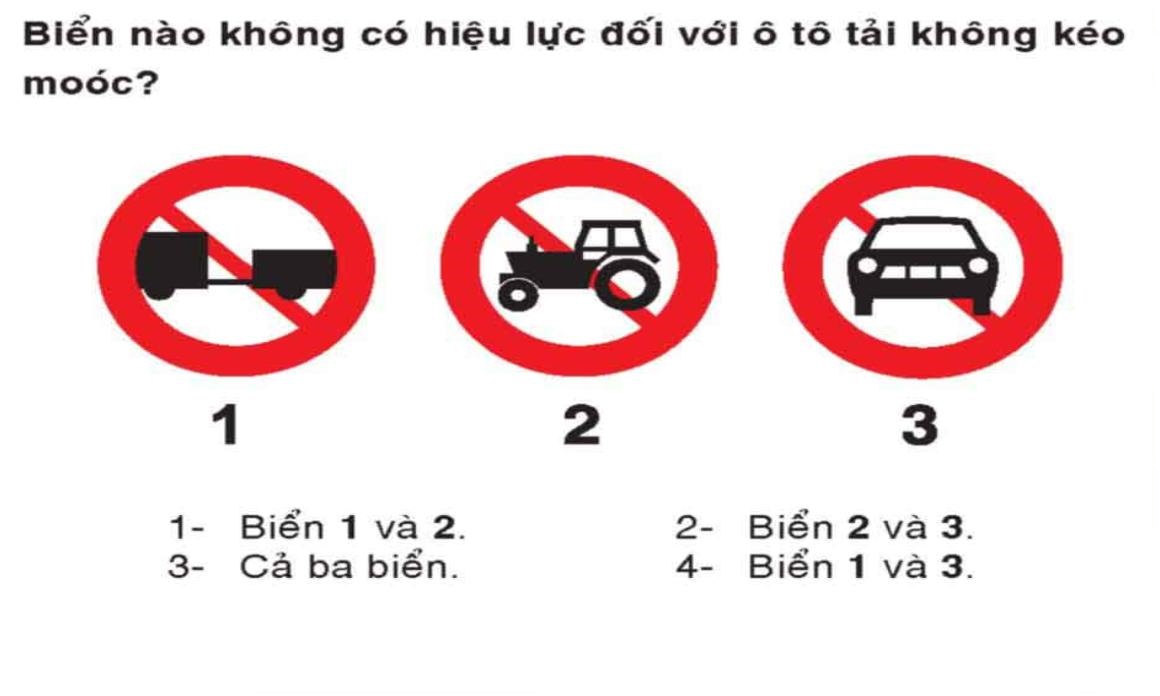 Biển nào không có hiệu lực đối với ô tô tải không kéo
moóc?
1 2 3
1- Biển 1 và 2. 2- Biển 2 và 3.
3- Cả ba biển. 4- Biển 1 và 3.